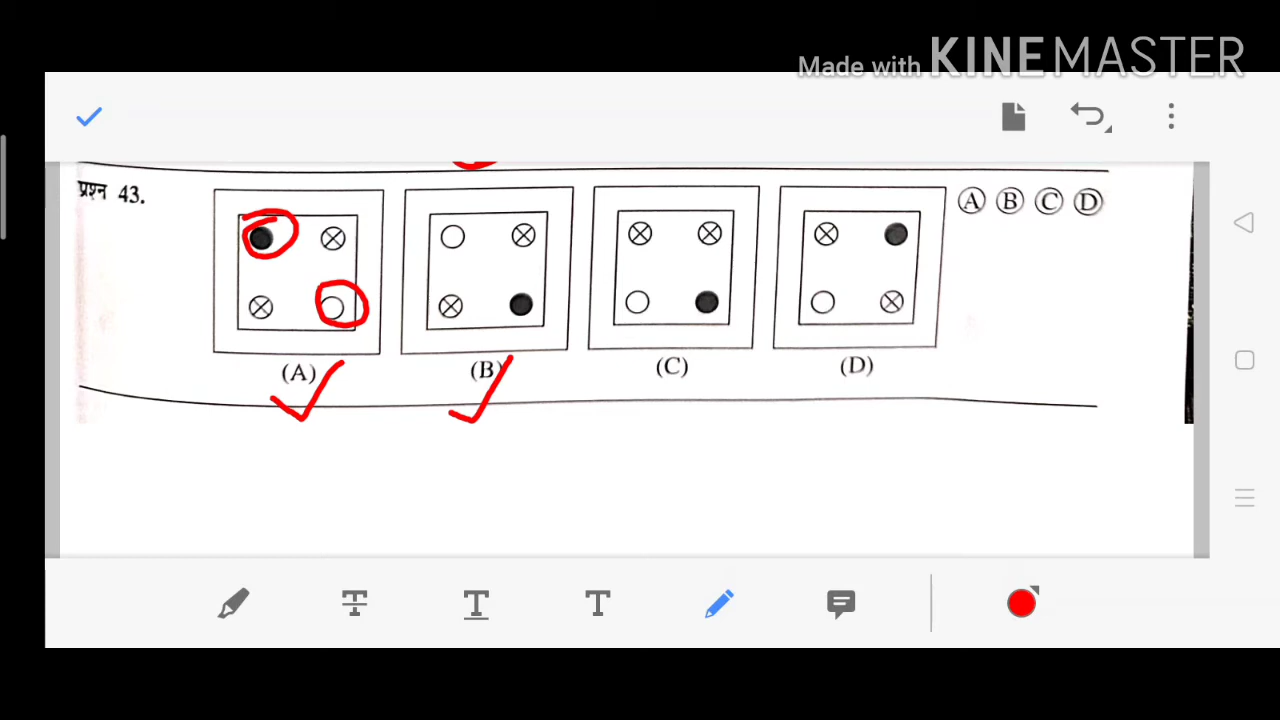 Made with KINEMASTER
प्रश्न 43.
A B C D
(A) (B) (C) (D)
T T T